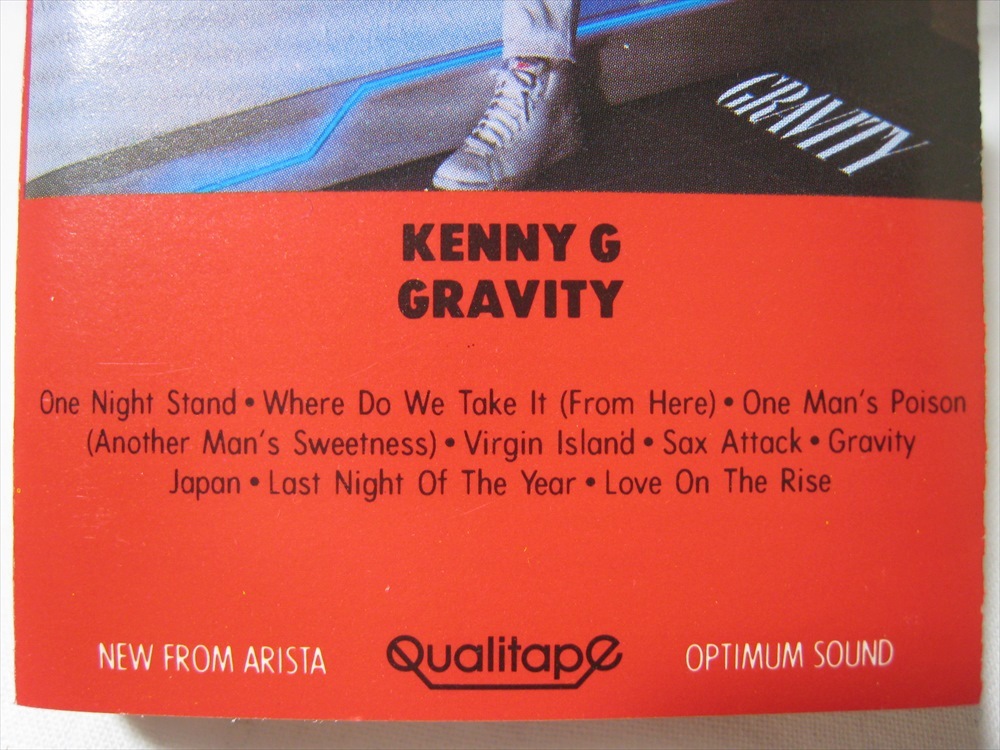 GRAVITY
KENNY G
GRAVITY
One Night Stand • Where Do We Take It (From Here) • One Man's Poison
(Another Man's Sweetness) • Virgin Island • Sax Attack • Gravity
Japan • Last Night Of The Year • Love On The Rise
NEW FROM ARISTA Qualitape OPTIMUM SOUND